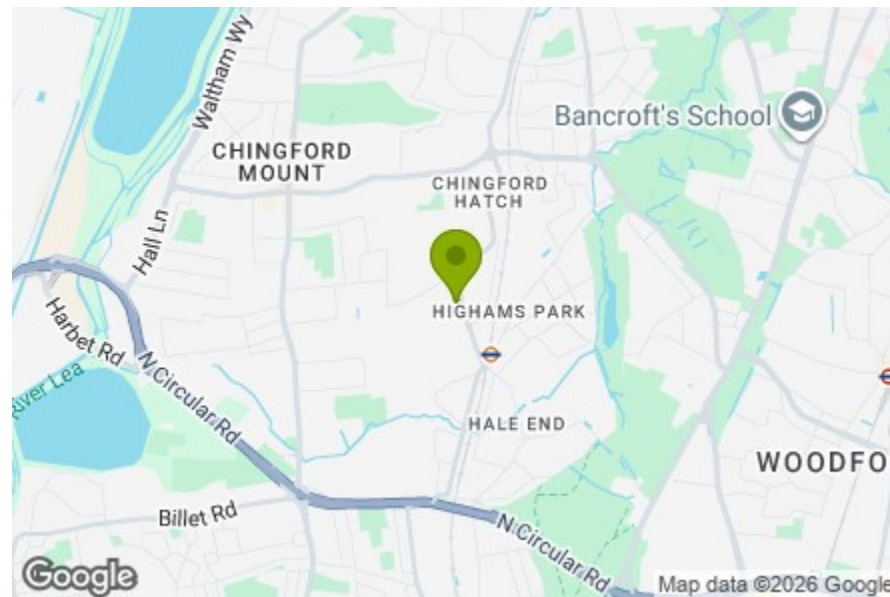 Waltham Wy
Bancroft's School
CHINGFORD
MOUNT
CHINGFORD
HATCH
Hall Ln
HIGHAMS PARK
Harbet Rd
River Lea
N Circular Rd
HALE END
WOODFO
Billet Rd
N Circular Rd
Google
Map data ©2026 Google